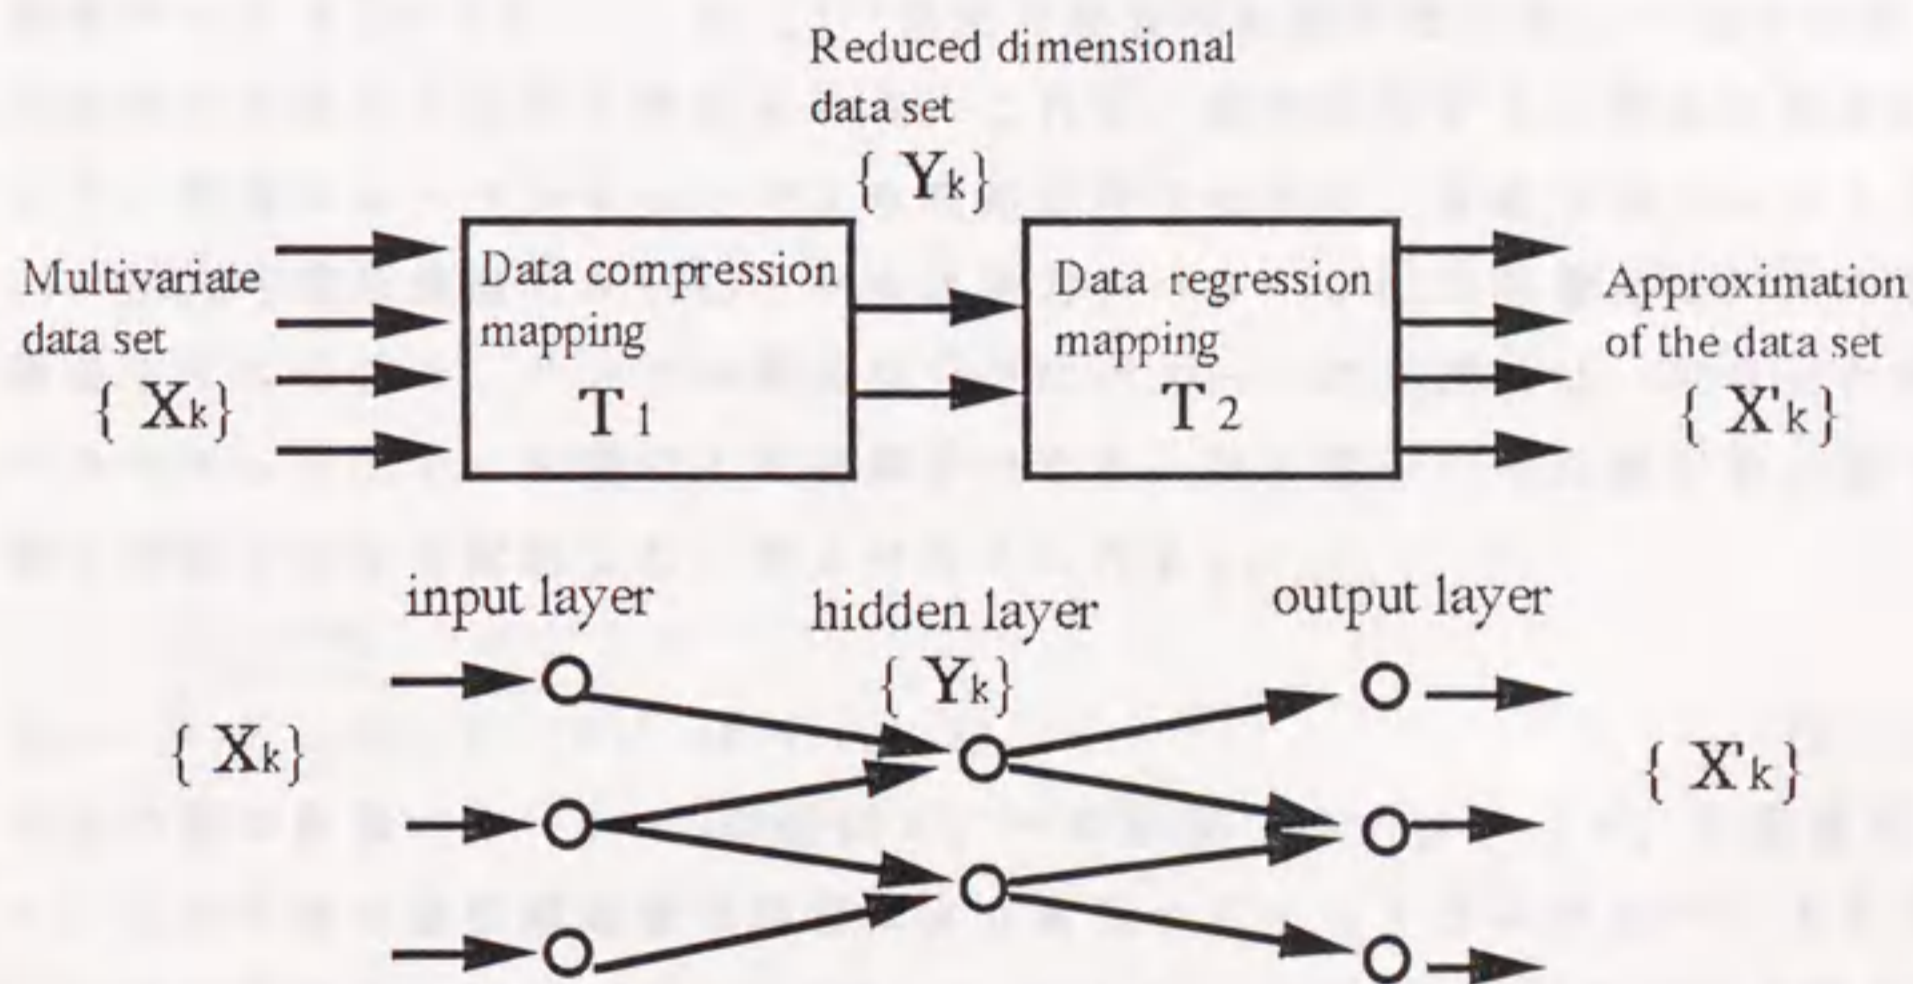 Reduced dimensional
data set
{ Yk}
Multivariate
data set
{ Xk}
Data compression
mapping
T1
Data regression
mapping
T2
Approximation
of the data set
{ X'k}
input layer
hidden layer
output layer
{ Yk}
{ Xk}
{ X'k}